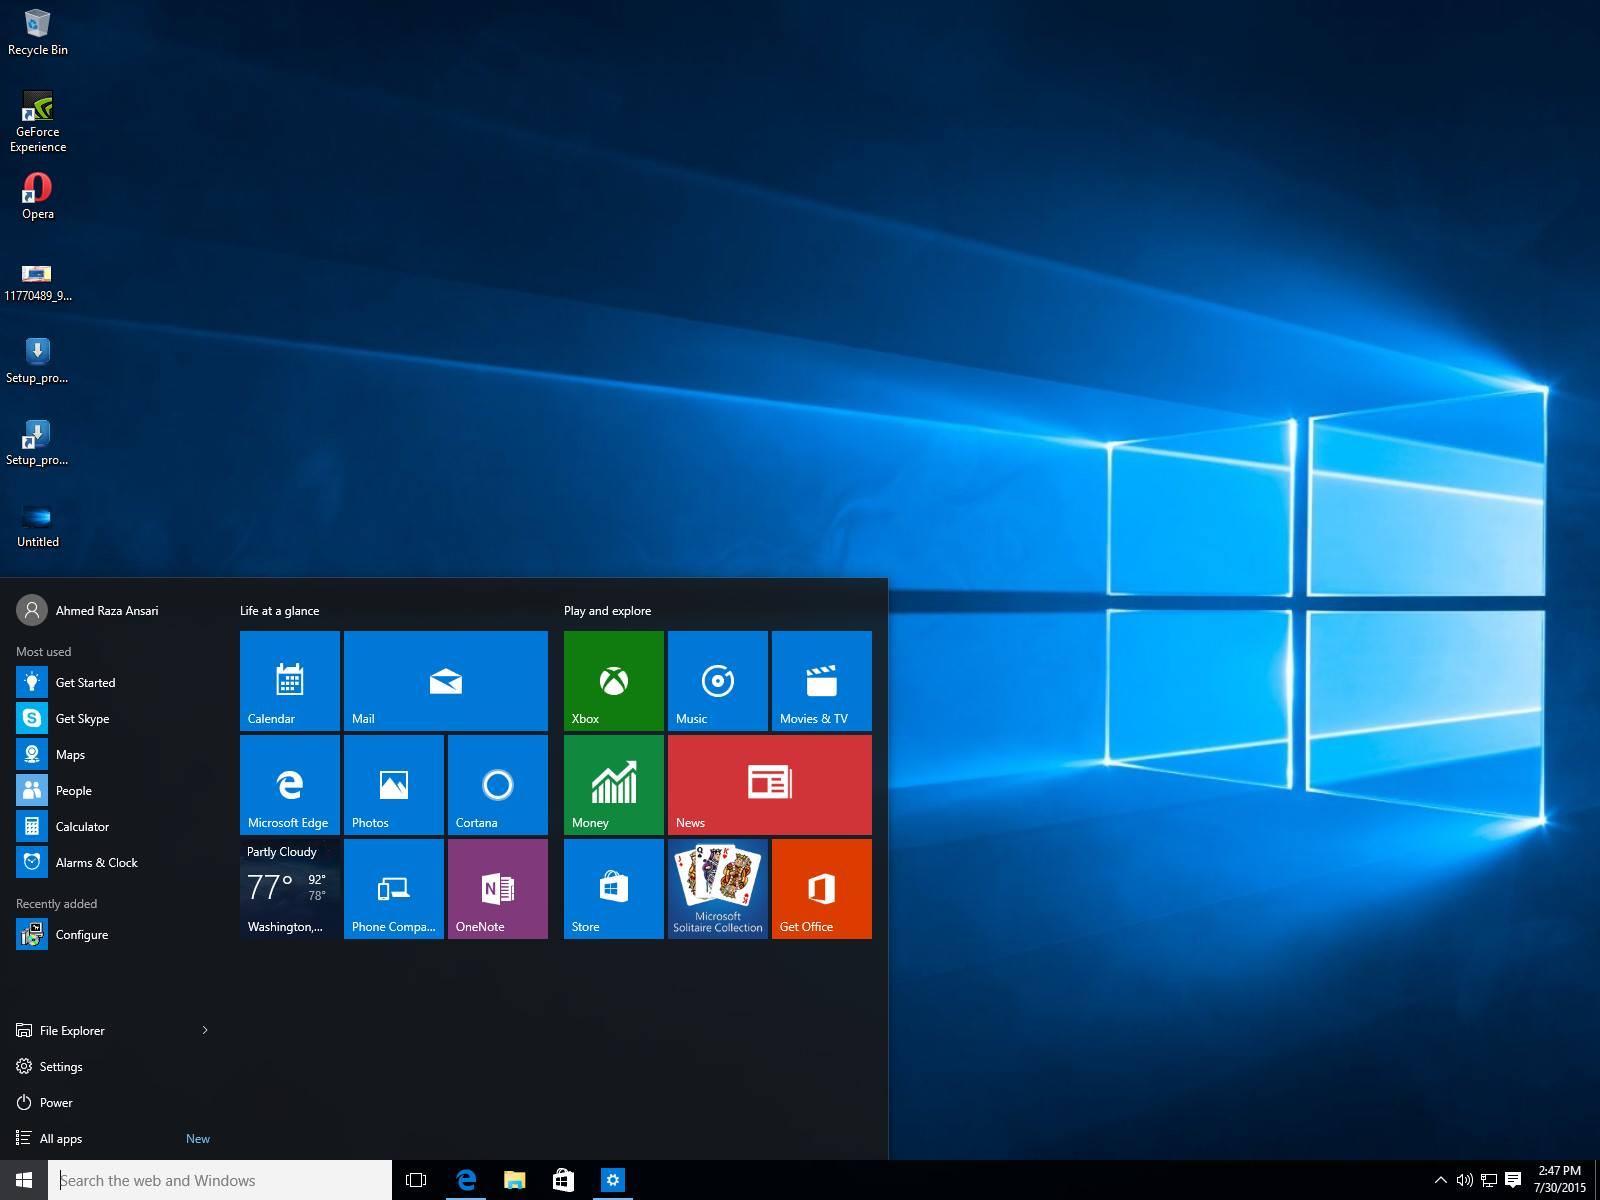 Recycle Bin
GeForce
Experience
Opera
11770489_9...
Setup_pro...
Setup_pro...
Untitled
Ahmed Raza Ansari
Most used
Get Started
Get Skype
Maps
People
Calculator
Alarms & Clock
Recently added
Configure
File Explorer
Settings
Power
All apps New
Life at a glance
Calendar
Mail
Microsoft Edge
Photos
Cortana
Partly Cloudy
77° 92°
78°
Washington,...
Phone Compa...
OneNote
Play and explore
Xbox
Music
Movies & TV
Money
News
Store
Microsoft
Solitaire Collection
Get Office
Search the web and Windows
2:47 PM
7/30/2015